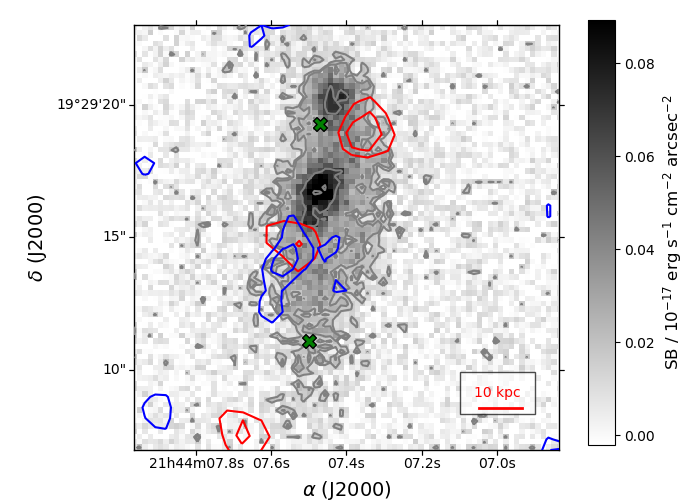 19°29'20"
15"
10"
δ (J2000)
10 kpc
21h44m07.8s 07.6s 07.4s 07.2s 07.0s
α (J2000)
0.08
0.06
0.04
0.02
0.00
SB / 10⁻¹⁷ erg s⁻¹ cm⁻² arcsec⁻²